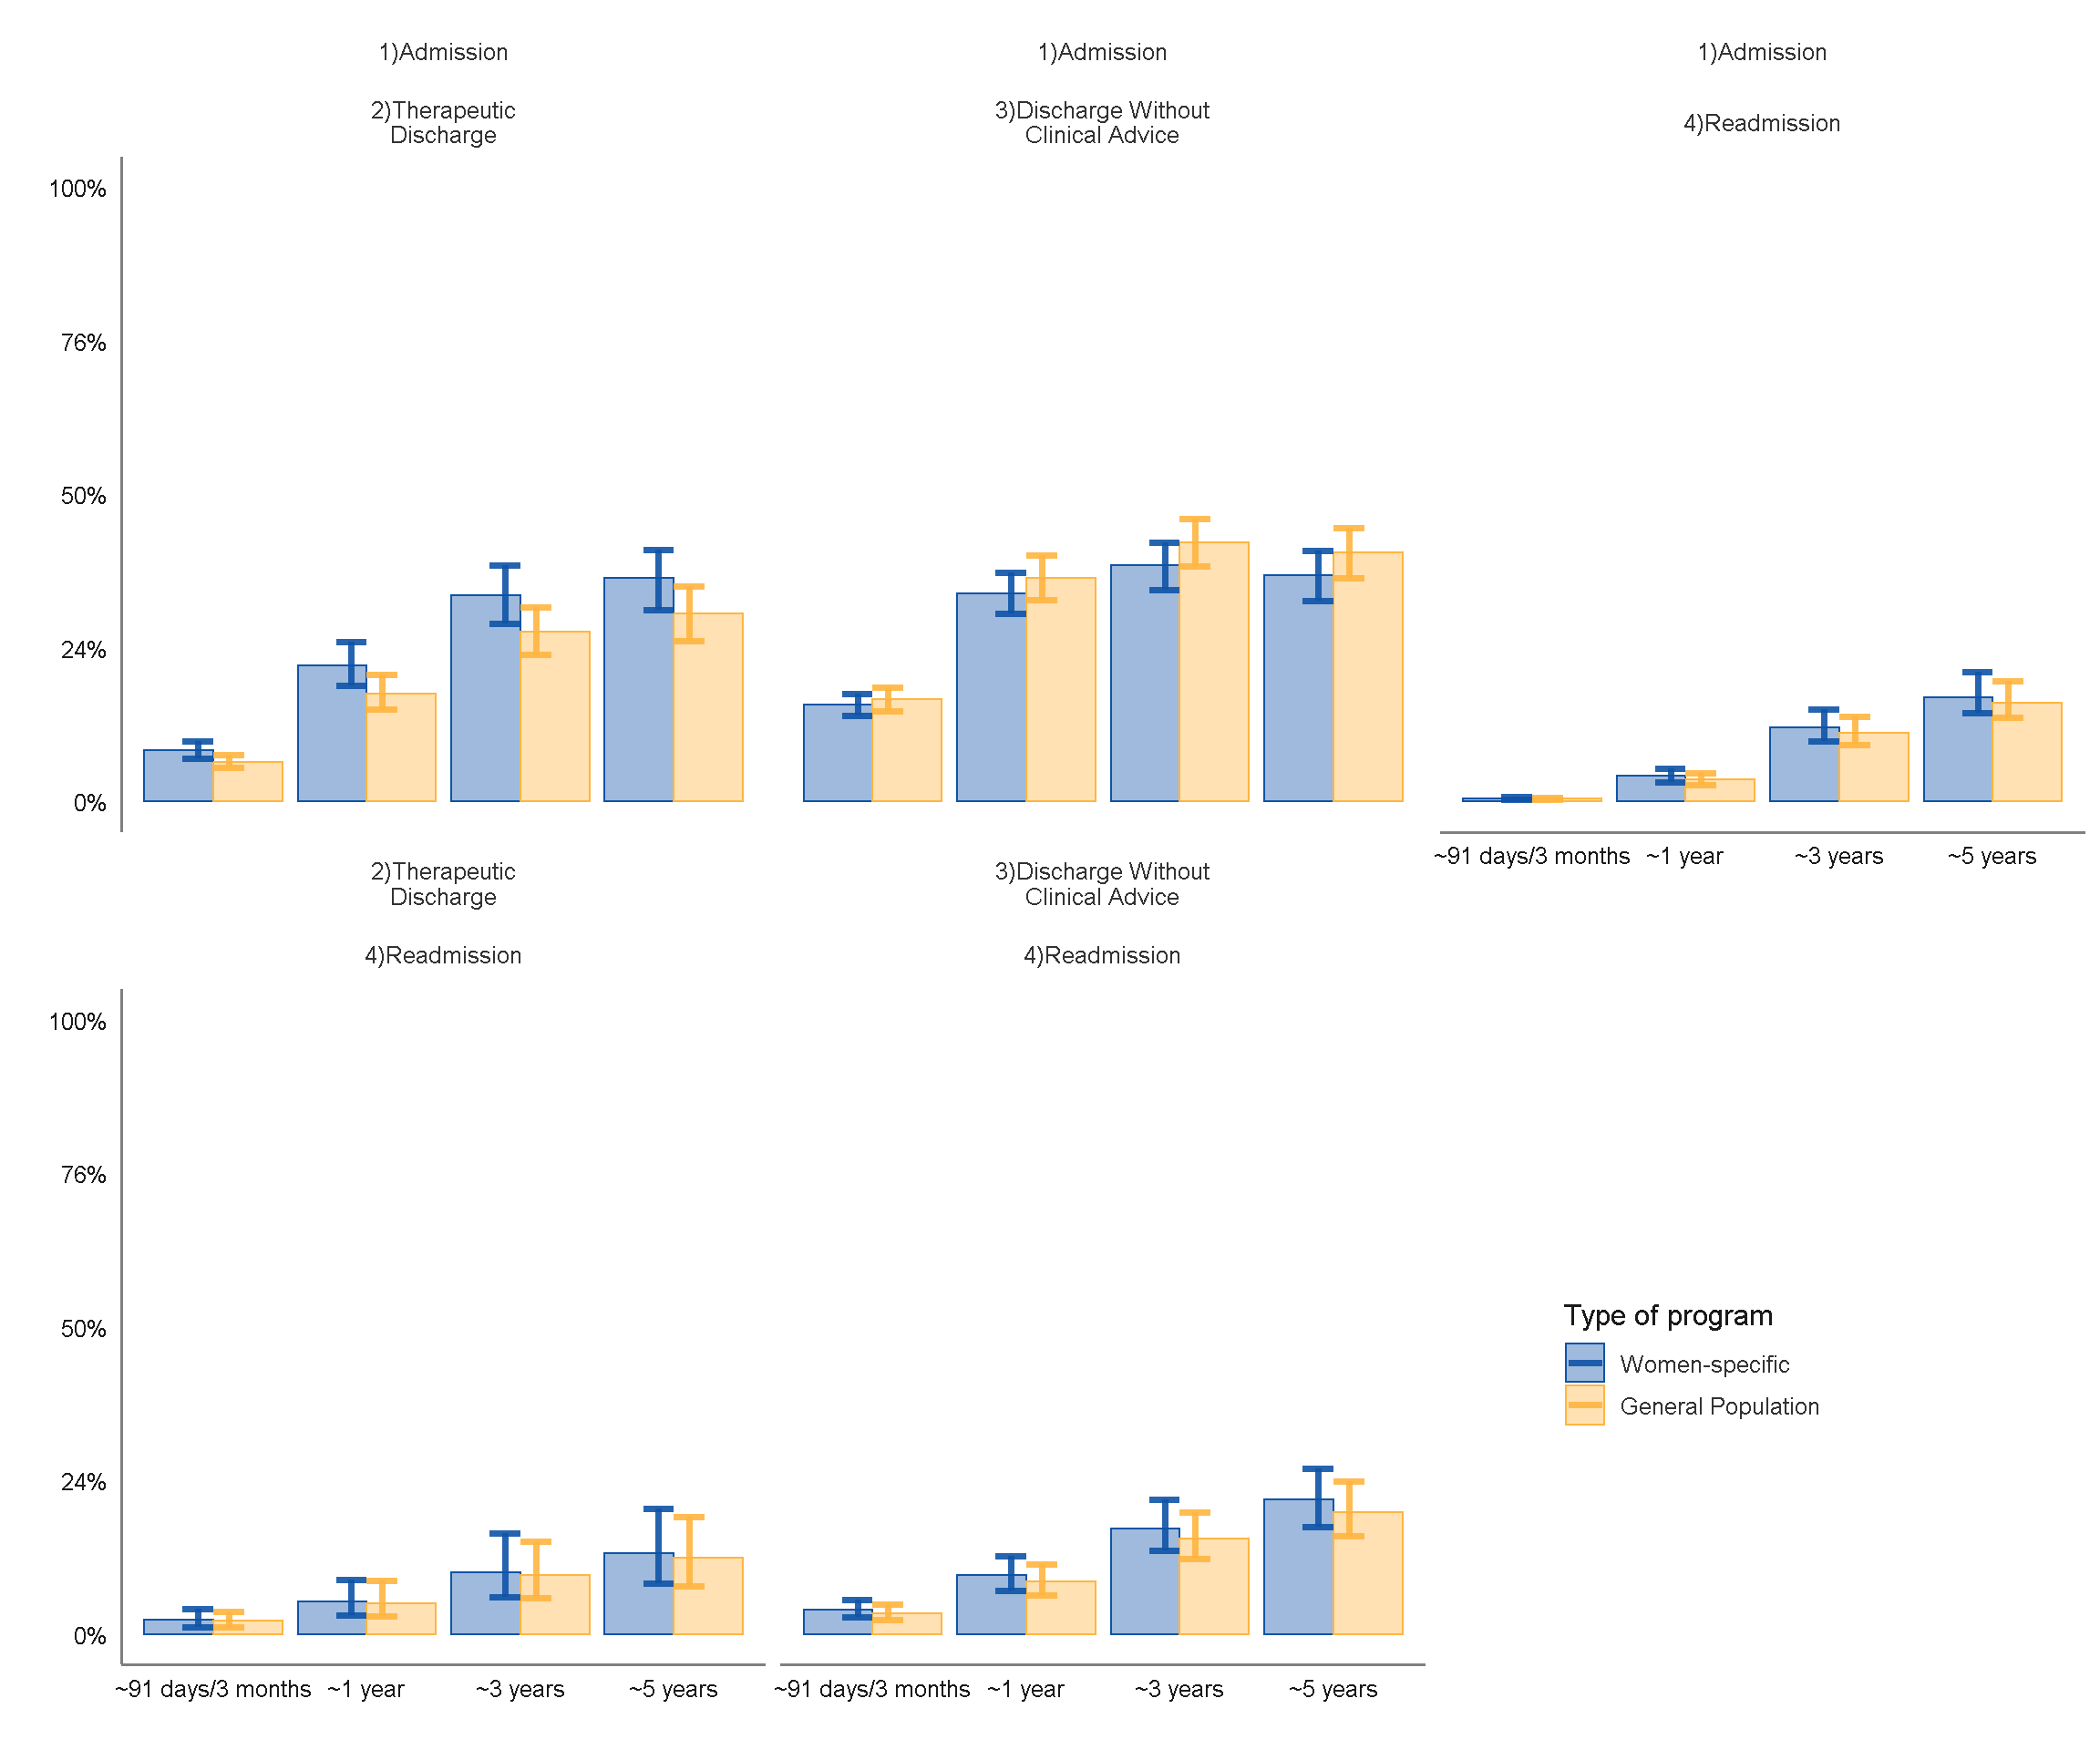 1)Admission
2)Therapeutic
Discharge
1)Admission
3)Discharge Without
Clinical Advice
1)Admission
4)Readmission
100%
76%
50%
24%
0%
~91 days/3 months
~1 year
~3 years
~5 years
2)Therapeutic
Discharge
4)Readmission
3)Discharge Without
Clinical Advice
4)Readmission
100%
76%
50%
24%
0%
~91 days/3 months
~1 year
~3 years
~5 years
~91 days/3 months
~1 year
~3 years
~5 years
Type of program
Women-specific
General Population